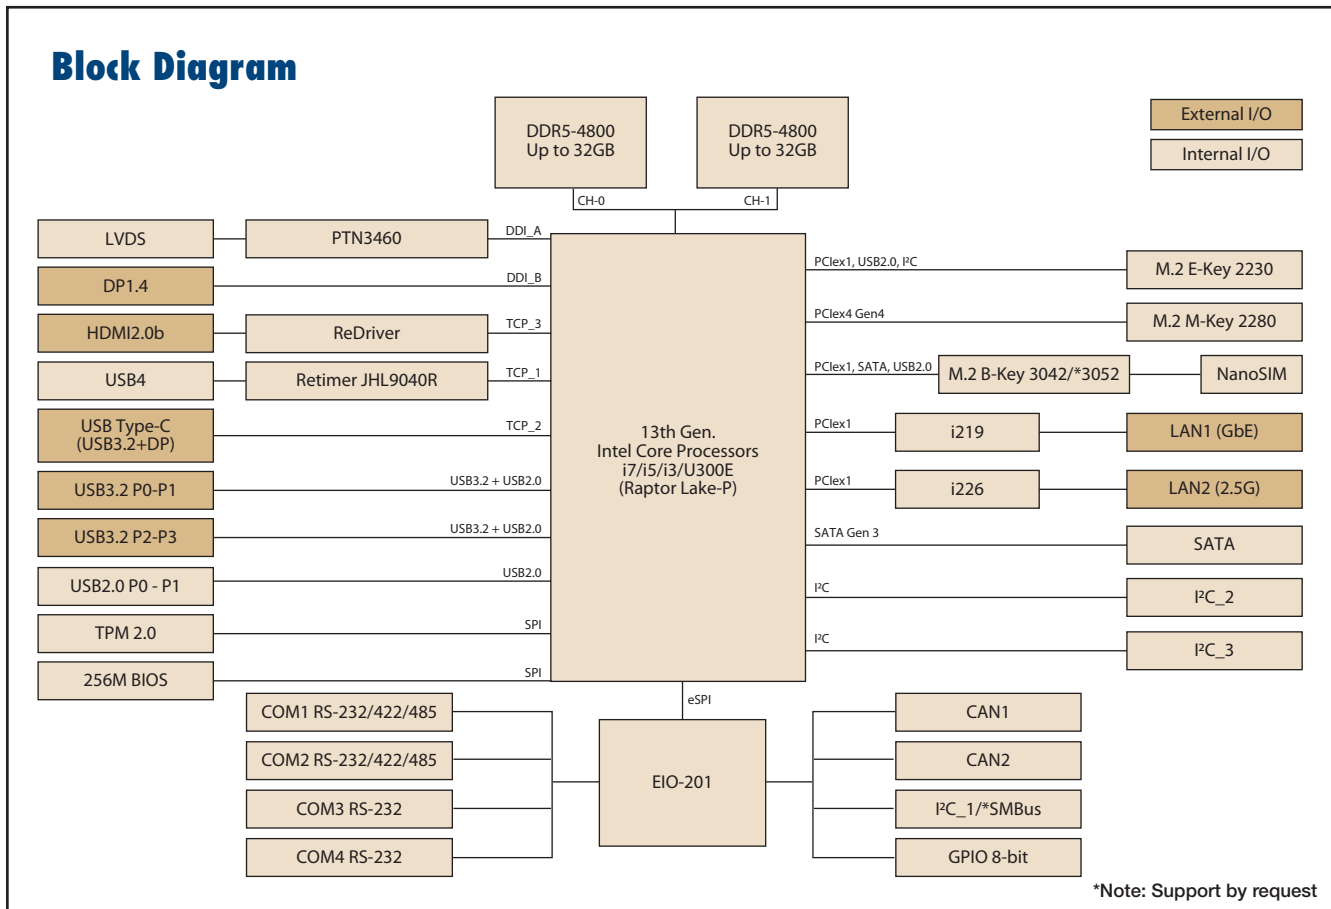 Block Diagram
DDR5-4800
Up to 32GB
DDR5-4800
Up to 32GB
External I/O
Internal I/O
CH-0
CH-1
LVDS
PTN3460
DDI_A
DP1.4
DDI_B
HDMI2.0b
ReDriver
TCP_3
USB4
Retimer JHL9040R
TCP_1
USB Type-C
(USB3.2+DP)
TCP_2
USB3.2 P0-P1
USB3.2 + USB2.0
USB3.2 P2-P3
USB3.2 + USB2.0
USB2.0 P0 - P1
USB2.0
TPM 2.0
SPI
256M BIOS
SPI
13th Gen.
Intel Core Processors
i7/i5/i3/U300E
(Raptor Lake-P)
PCIex1, USB2.0, I²C
M.2 E-Key 2230
PCIex4 Gen4
M.2 M-Key 2280
PCIex1, SATA, USB2.0
M.2 B-Key 3042/*3052
NanoSIM
PCIex1
i219
LAN1 (GbE)
PCIex1
i226
LAN2 (2.5G)
SATA Gen 3
SATA
I²C
I²C_2
I²C
I²C_3
eSPI
COM1 RS-232/422/485
COM2 RS-232/422/485
COM3 RS-232
COM4 RS-232
EIO-201
CAN1
CAN2
I²C_1/*SMBus
GPIO 8-bit
*Note: Support by request